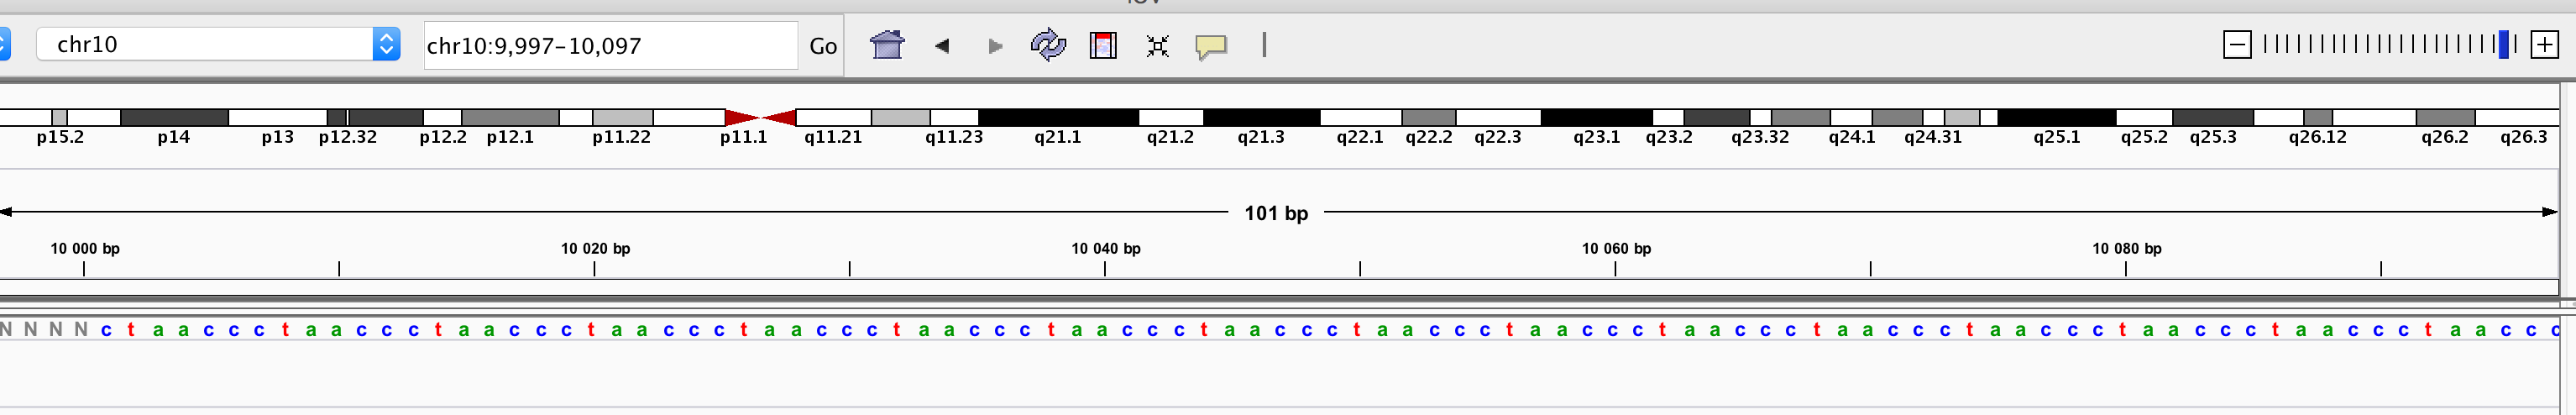 chr10 chr10:9,997-10,097 Go
p15.2 p14 p13 p12.32 p12.2 p12.1 p11.22 p11.1 q11.21 q11.23 q21.1 q21.2 q21.3 q22.1 q22.2 q22.3 q23.1 q23.2 q23.32 q24.1 q24.31 q25.1 q25.2 q25.3 q26.12 q26.2 q26.3
101 bp
10 000 bp 10 020 bp 10 040 bp 10 060 bp 10 080 bp
N N N N c t a a c c c t a a c c c t a a c c c t a a c c c t a a c c c t a a c c c t a a c c c t a a c c c t a a c c c t a a c c c t a a c c c t a a c c c t a a c c c t a a c c c t a a c c c t a a c c c